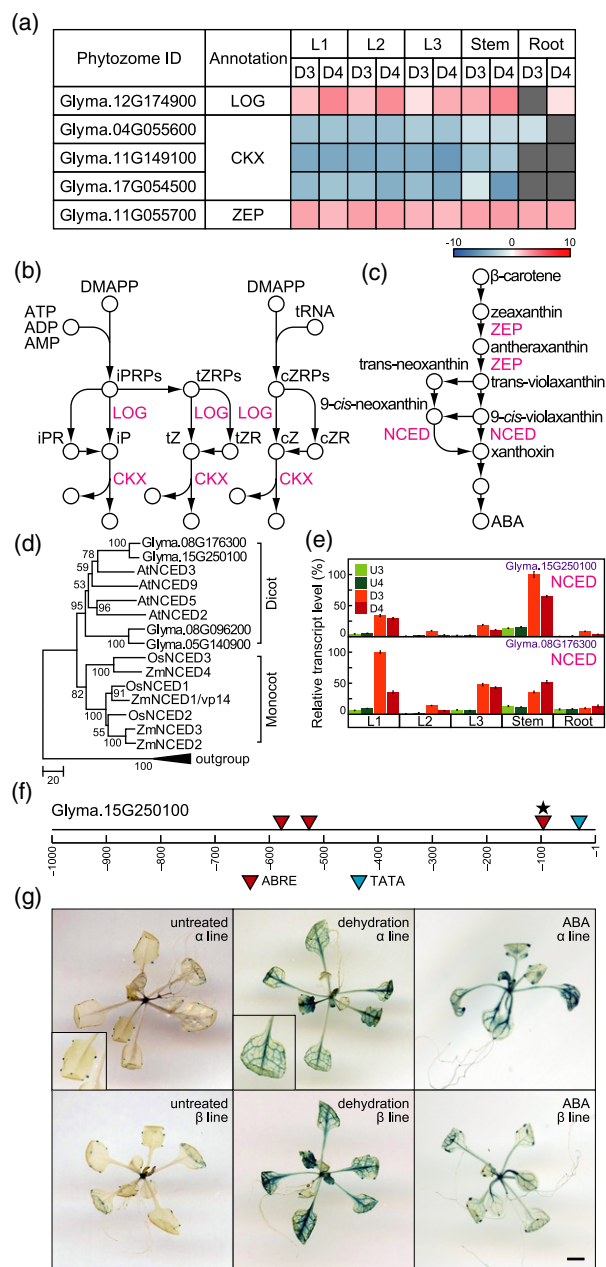 (a)
Phytozome ID Annotation L1 L2 L3 Stem Root
D3 D4 D3 D4 D3 D4 D3 D4 D3 D4
Glyma.12G174900 LOG
Glyma.04G055600
Glyma.11G149100 CKX
Glyma.17G054500
Glyma.11G055700 ZEP
-10 0 10
(b)
DMAPP DMAPP
ATP
ADP
AMP
tRNA
iPRPs tZRPs cZRPs
LOG LOG LOG
iPR iP tZ tZR cZ cZR
CKX CKX CKX
(c)
β-carotene
zeaxanthin
ZEP
antheraxanthin
ZEP
trans-neoxanthin
trans-violaxanthin
9-cis-neoxanthin
9-cis-violaxanthin
NCED NCED
xanthoxin
ABA
(d)
100 Glyma.08G176300
78 Glyma.15G250100
59 AtNCED3
53 AtNCED9
AtNCED5
95 96 AtNCED2
Glyma.08G096200
100 Glyma.05G140900
Dicot
OsNCED3
100 ZmNCED4
82 OsNCED1
91 ZmNCED1/vp14
100 OsNCED2
55 ZmNCED3
100 ZmNCED2
Monocot
100 outgroup
20
(e)
Relative transcript level (%)
U3
U4
D3
D4
Glyma.15G250100
NCED
100
50
0
Glyma.08G176300
NCED
100
50
0
L1 L2 L3 Stem Root
(f)
Glyma.15G250100
-1000 -900 -800 -700 -600 -500 -400 -300 -200 -100 -1
ABRE TATA
(g)
untreated
α line
dehydration
α line
ABA
α line
untreated
β line
dehydration
β line
ABA
β line